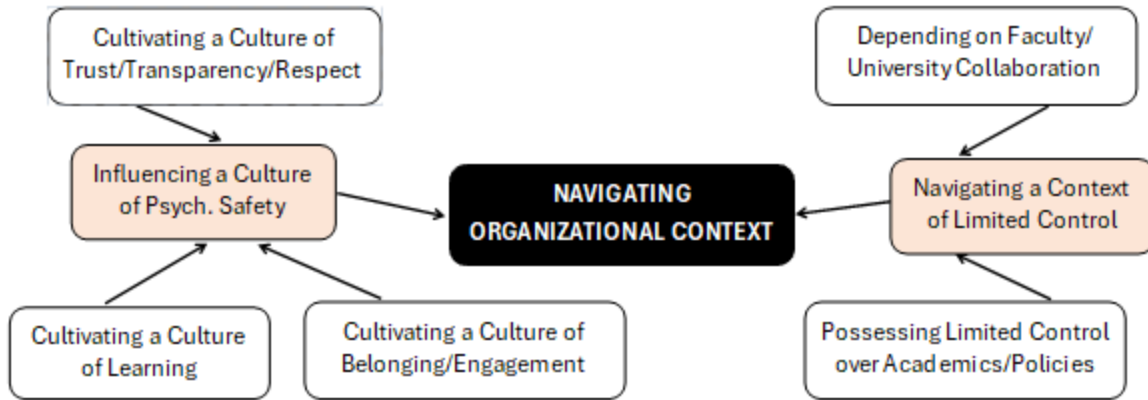 Cultivating a Culture of
Trust/Transparency/Respect
Depending on Faculty/
University Collaboration
Influencing a Culture
of Psych. Safety
NAVIGATING
ORGANIZATIONAL CONTEXT
Navigating a Context
of Limited Control
Cultivating a Culture
of Learning
Cultivating a Culture of
Belonging/Engagement
Possessing Limited Control
over Academics/Policies